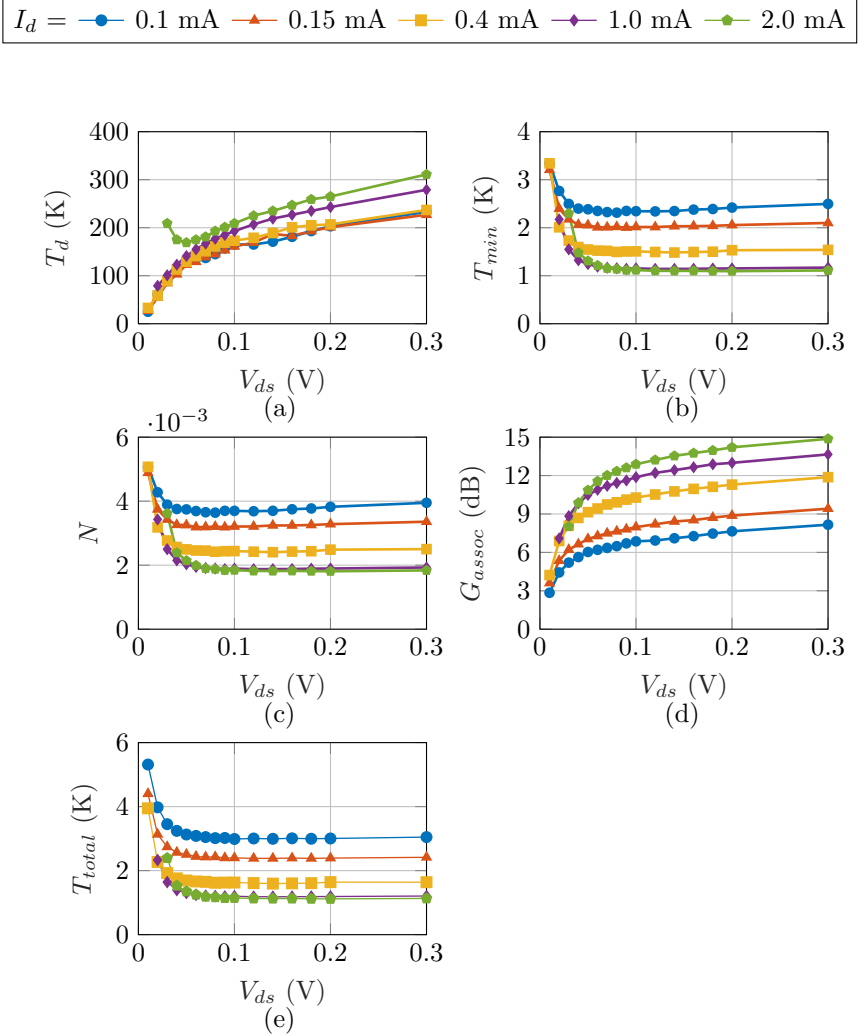 I_d = 0.1 mA 0.15 mA 0.4 mA 1.0 mA 2.0 mA
400
300
200
100
0
T_d (K)
0 0.1 0.2 0.3
V_ds (V)
(a)
4
3
2
1
0
T_min (K)
0 0.1 0.2 0.3
V_ds (V)
(b)
·10⁻³
6
4
2
0
N
0 0.1 0.2 0.3
V_ds (V)
(c)
15
12
9
6
3
0
G_assoc (dB)
0 0.1 0.2 0.3
V_ds (V)
(d)
6
4
2
0
T_total (K)
0 0.1 0.2 0.3
V_ds (V)
(e)